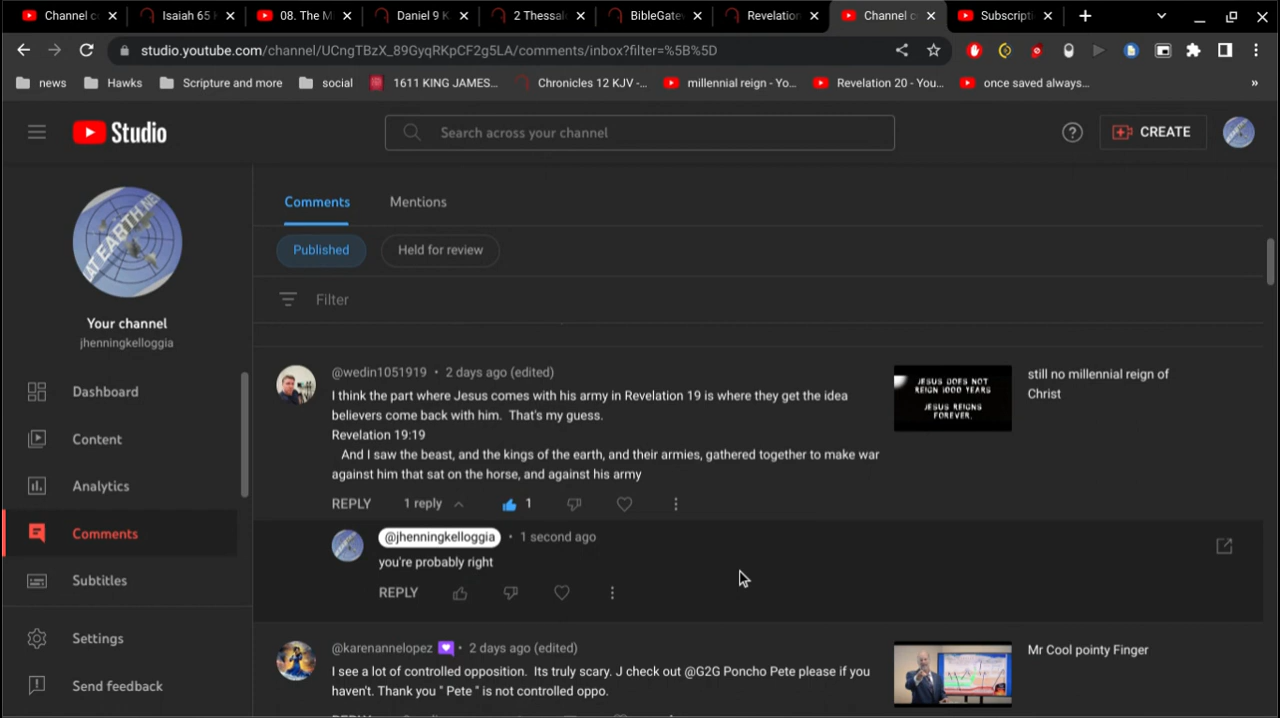 Channel c
Isaiah 65 
08. The M
Daniel 9 K
2 Thessal
BibleGate
Revelation
Channel c
Subscripti
studio.youtube.com/channel/UCngTBzX_89GyqRKpCF2g5LA/comments/inbox?filter=%5B%5D
news
Hawks
Scripture and more
social
1611 KING JAMES...
Chronicles 12 KJV -...
millennial reign - Yo...
Revelation 20 - You...
once saved always...
»
Studio
Search across your channel
CREATE
AT EARTH NE
Your channel
jhenningkelloggia
Dashboard
Content
Analytics
Comments
Subtitles
Settings
Send feedback
Comments Mentions
Published Held for review
Filter
@wedin1051919 • 2 days ago (edited)
I think the part where Jesus comes with his army in Revelation 19 is where they get the idea
believers come back with him. That's my guess.
Revelation 19:19
And I saw the beast, and the kings of the earth, and their armies, gathered together to make war
against him that sat on the horse, and against his army
REPLY 1 reply 1
JESUS DOES NOT
REIGN 1000 YEARS
JESUS REIGNS
FOREVER.
still no millennial reign of
Christ
@jhenningkelloggia • 1 second ago
you're probably right
REPLY
@karenannelopez • 2 days ago (edited)
I see a lot of controlled opposition. Its truly scary. J check out @G2G Poncho Pete please if you
haven't. Thank you " Pete " is not controlled oppo.
Mr Cool pointy Finger